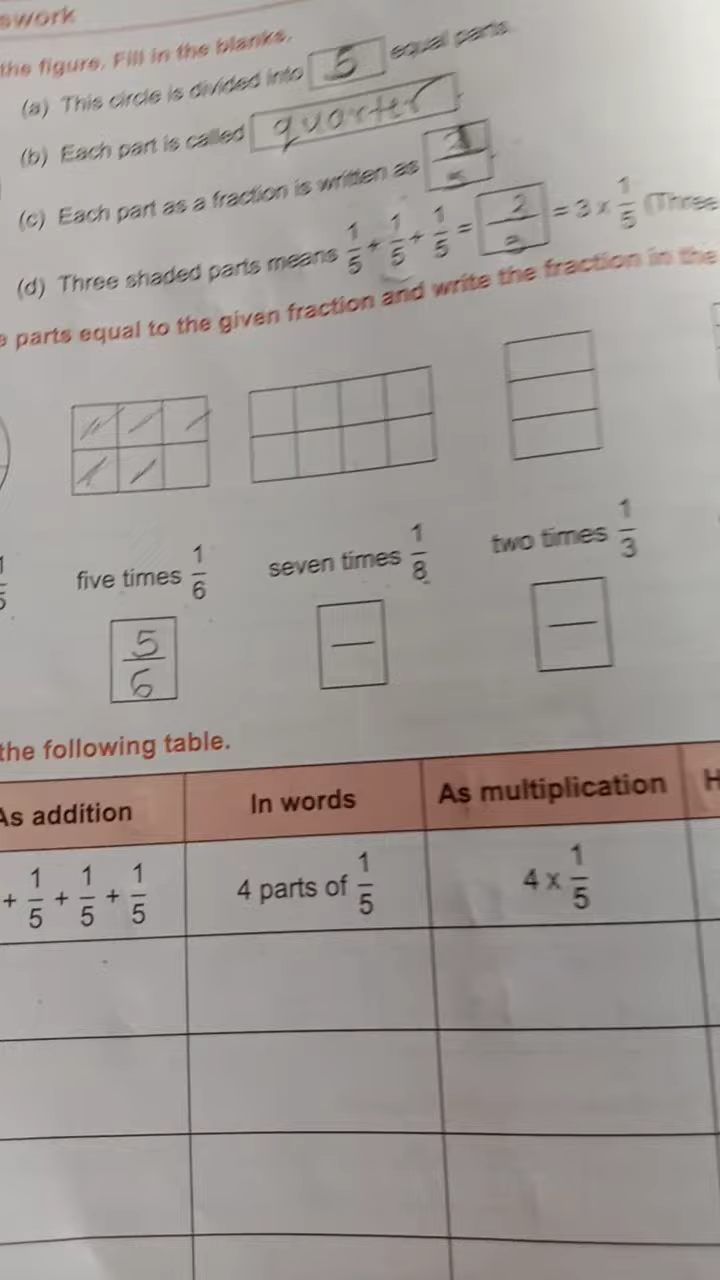 swork
the figure. Fill in the blanks.
(a) This circle is divided into 5 equal parts
(b) Each part is called quarter.
(c) Each part as a fraction is written as
(d) Three shaded parts means 1/5 + 1/5 + 1/5 = 2/3 = 3 x 1/5 (Three
parts equal to the given fraction and write the fraction in the
five times 1/6 seven times 1/8 two times 1/3
5/6
the following table.
As addition In words As multiplication H
+ 1/5 + 1/5 + 1/5 4 parts of 1/5 4 x 1/5